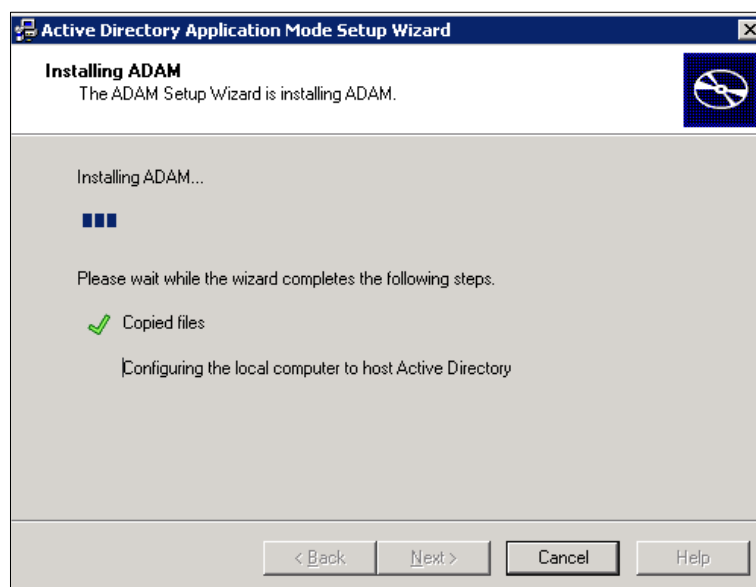 Active Directory Application Mode Setup Wizard
Installing ADAM
The ADAM Setup Wizard is installing ADAM.
Installing ADAM...
Please wait while the wizard completes the following steps.
Copied files
Configuring the local computer to host Active Directory
< Back Next > Cancel Help